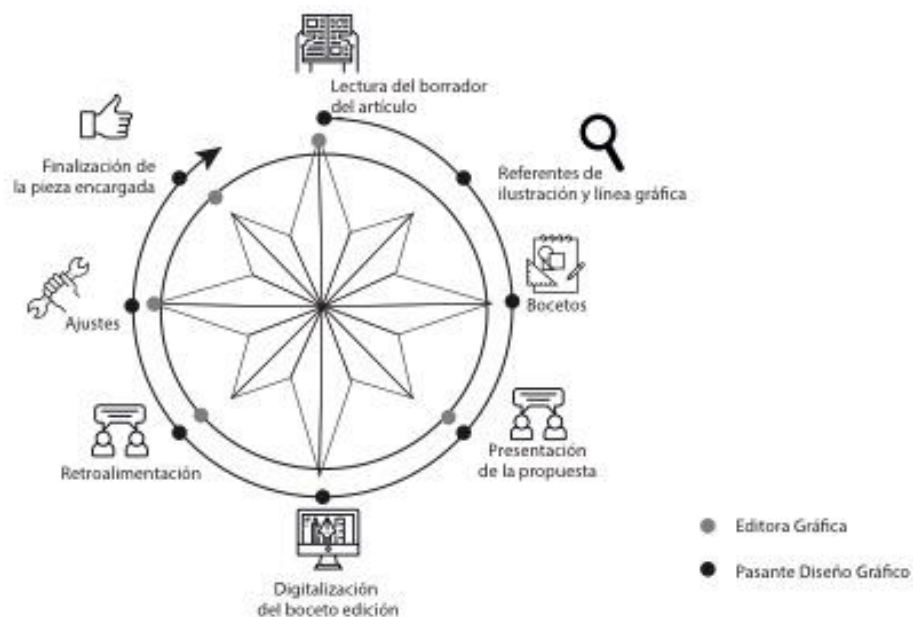 Lectura del borrador
del artículo
Referentes de
ilustración y línea gráfica
Bocetos
Presentación
de la propuesta
Digitalización
del boceto edición
Retroalimentación
Ajustes
Finalización de
la pieza encargada
Editora Gráfica
Pasante Diseño Gráfico